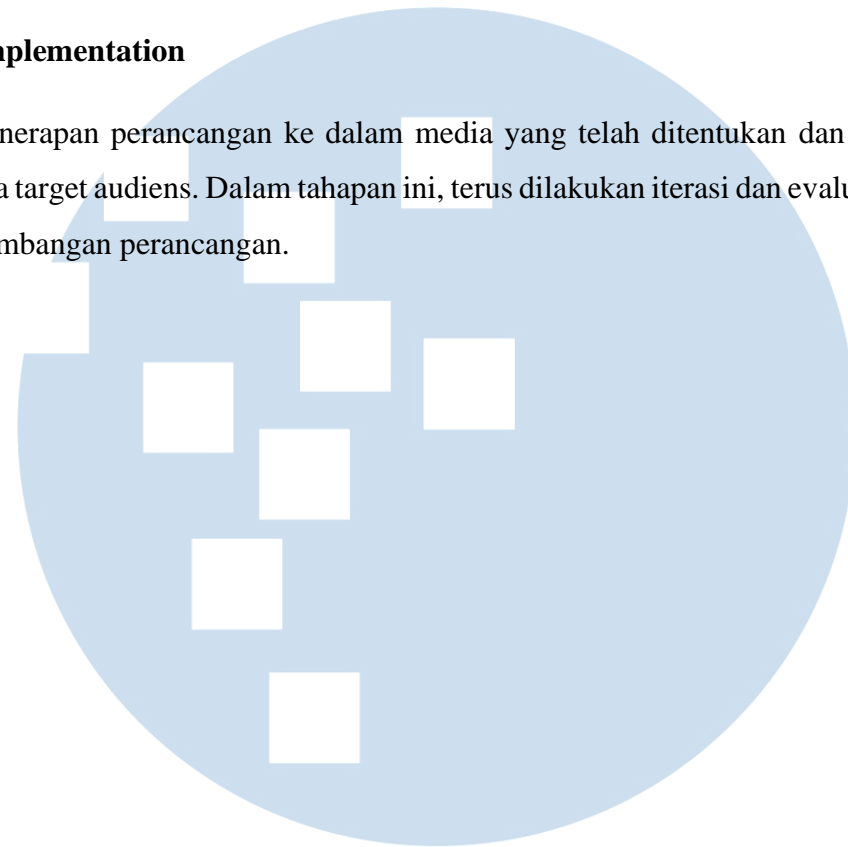 nplementation
nerapan perancangan ke dalam media yang telah ditentukan dan
a target audiens. Dalam tahapan ini, terus dilakukan iterasi dan evalu
mbangan perancangan.